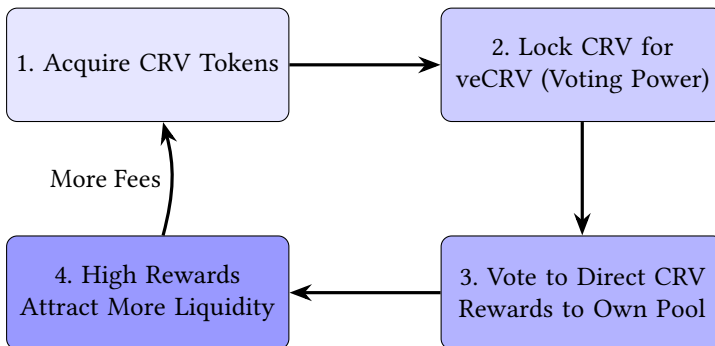 1. Acquire CRV Tokens
2. Lock CRV for
veCRV (Voting Power)
More Fees
4. High Rewards
Attract More Liquidity
3. Vote to Direct CRV
Rewards to Own Pool